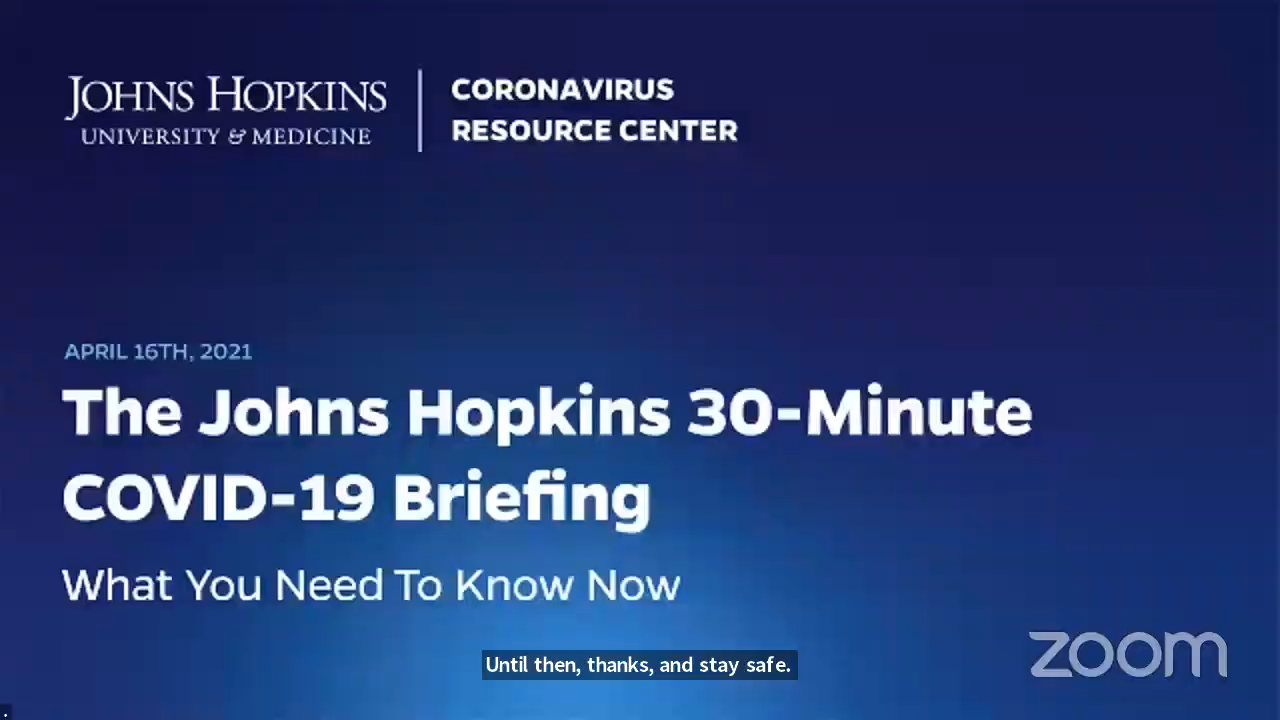 JOHNS HOPKINS
UNIVERSITY & MEDICINE
CORONAVIRUS
RESOURCE CENTER
APRIL 16TH, 2021
The Johns Hopkins 30-Minute
COVID-19 Briefing
What You Need To Know Now
Until then, thanks, and stay safe.
zoom
.